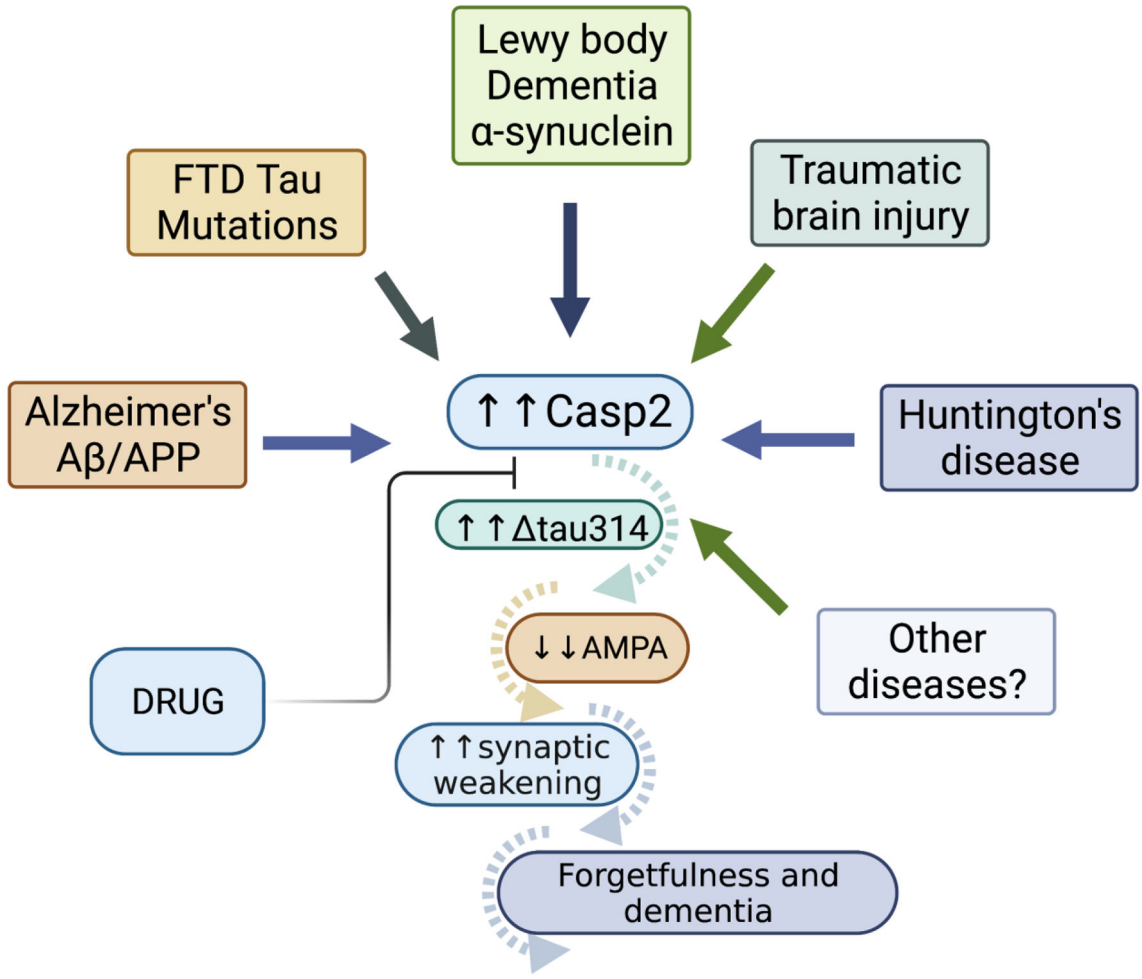 Lewy body
Dementia
α-synuclein
FTD Tau
Mutations
Traumatic
brain injury
Alzheimer's
Aβ/APP
↑↑Casp2
Huntington's
disease
↑↑Δtau314
Other
diseases?
↓↓AMPA
DRUG
↑↑synaptic
weakening
Forgetfulness and
dementia